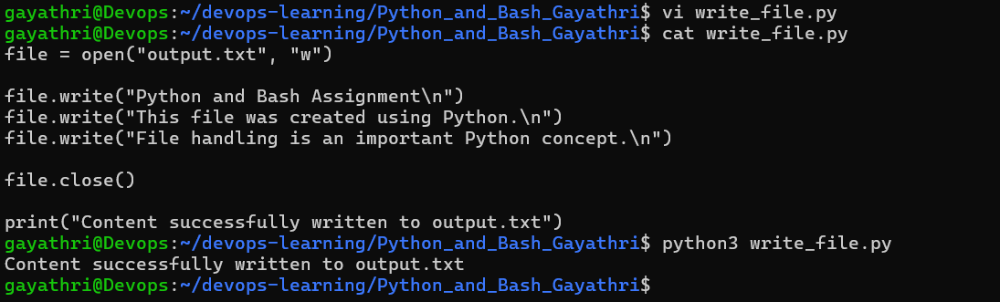 gayathri@Devops:~/devops-learning/Python_and_Bash_Gayathri$ vi write_file.py
gayathri@Devops:~/devops-learning/Python_and_Bash_Gayathri$ cat write_file.py
file = open("output.txt", "w")

file.write("Python and Bash Assignment\n")
file.write("This file was created using Python.\n")
file.write("File handling is an important Python concept.\n")

file.close()

print("Content successfully written to output.txt")
gayathri@Devops:~/devops-learning/Python_and_Bash_Gayathri$ python3 write_file.py
Content successfully written to output.txt
gayathri@Devops:~/devops-learning/Python_and_Bash_Gayathri$